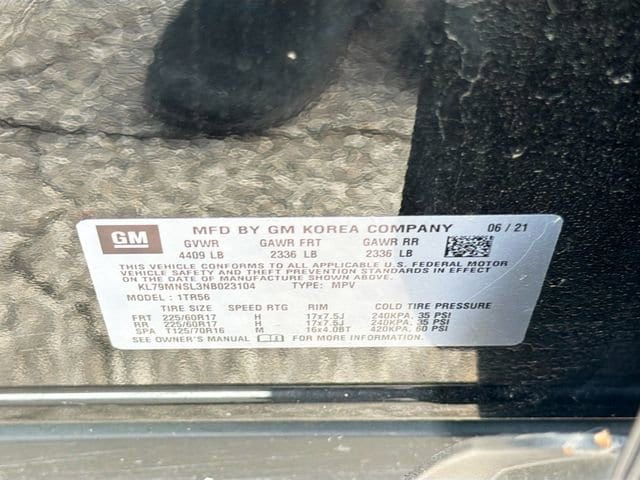 GM MFD BY GM KOREA COMPANY 06 / 21
GVWR GAWR FRT GAWR RR
4409 LB 2336 LB 2336 LB
THIS VEHICLE CONFORMS TO ALL APPLICABLE U.S. FEDERAL MOTOR
VEHICLE SAFETY AND THEFT PREVENTION STANDARDS IN EFFECT
ON THE DATE OF MANUFACTURE SHOWN ABOVE.
KL79MNSL3NB023104 TYPE: MPV
MODEL : 1TR56
TIRE SIZE SPEED RTG RIM COLD TIRE PRESSURE
FRT 225/60R17 H 17x7.5J 240KPA, 35 PSI
RR 225/60R17 H 17x7.5J 240KPA, 35 PSI
SPA T125/70R16 M 16x4.0BT 420KPA, 60 PSI
SEE OWNER'S MANUAL FOR MORE INFORMATION.